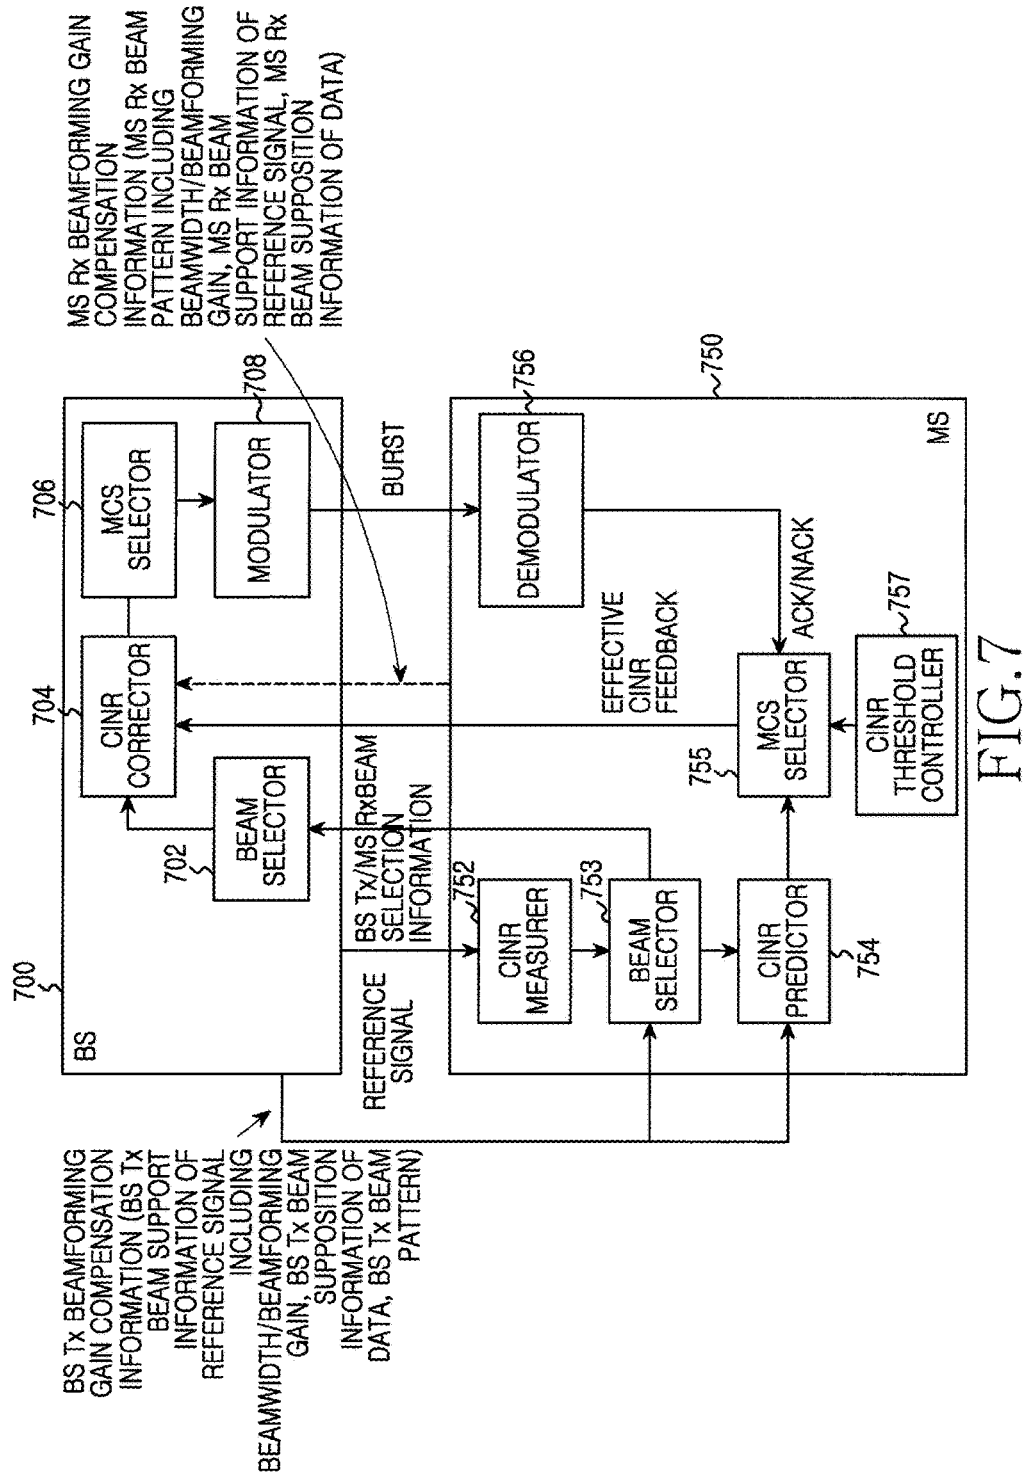 BS Tx BEAMFORMING
GAIN COMPENSATION
INFORMATION (BS Tx
BEAM SUPPORT
INFORMATION OF
REFERENCE SIGNAL
INCLUDING
BEAMWIDTH/BEAMFORMING
GAIN, BS Tx BEAM
SUPPOSITION
INFORMATION OF
DATA, BS Tx BEAM
PATTERN)
700
BS
702
BEAM
SELECTOR
704
CINR
CORRECTOR
706
MCS
SELECTOR
708
MODULATOR
MS Rx BEAMFORMING GAIN
COMPENSATION
INFORMATION (MS Rx BEAM
PATTERN INCLUDING
BEAMWIDTH/BEAMFORMING
GAIN, MS Rx BEAM
SUPPORT INFORMATION OF
REFERENCE SIGNAL, MS Rx
BEAM SUPPOSITION
INFORMATION OF DATA)
REFERENCE
SIGNAL
BS Tx/MS RxBEAM
SELECTION
INFORMATION
EFFECTIVE
CINR
FEEDBACK
BURST
750
MS
752
CINR
MEASURER
753
BEAM
SELECTOR
754
CINR
PREDICTOR
755
MCS
SELECTOR
756
DEMODULATOR
ACK/NACK
757
CINR
THRESHOLD
CONTROLLER
FIG.7